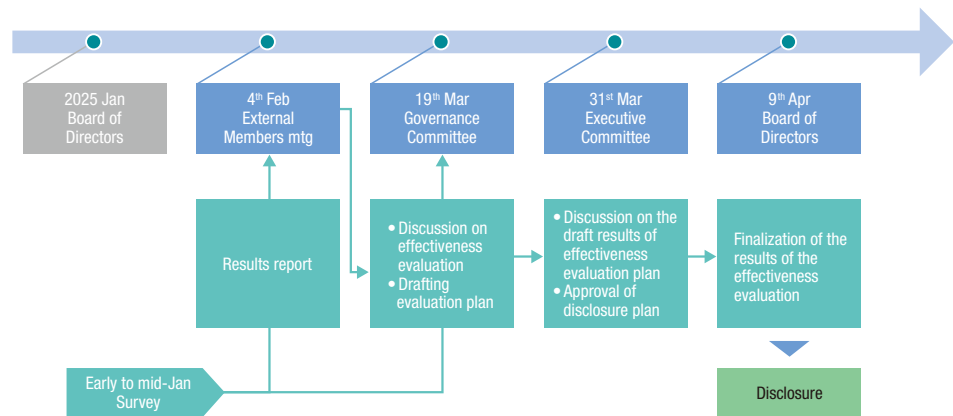 2025 Jan
Board of
Directors
4th Feb
External
Members mtg
19th Mar
Governance
Committee
31st Mar
Executive
Committee
9th Apr
Board of
Directors
Results report
• Discussion on
effectiveness
evaluation
• Drafting
evaluation plan
• Discussion on the
draft results of
effectiveness
evaluation plan
• Approval of
disclosure plan
Finalization of the
results of the
effectiveness
evaluation
Early to mid-Jan
Survey
Disclosure